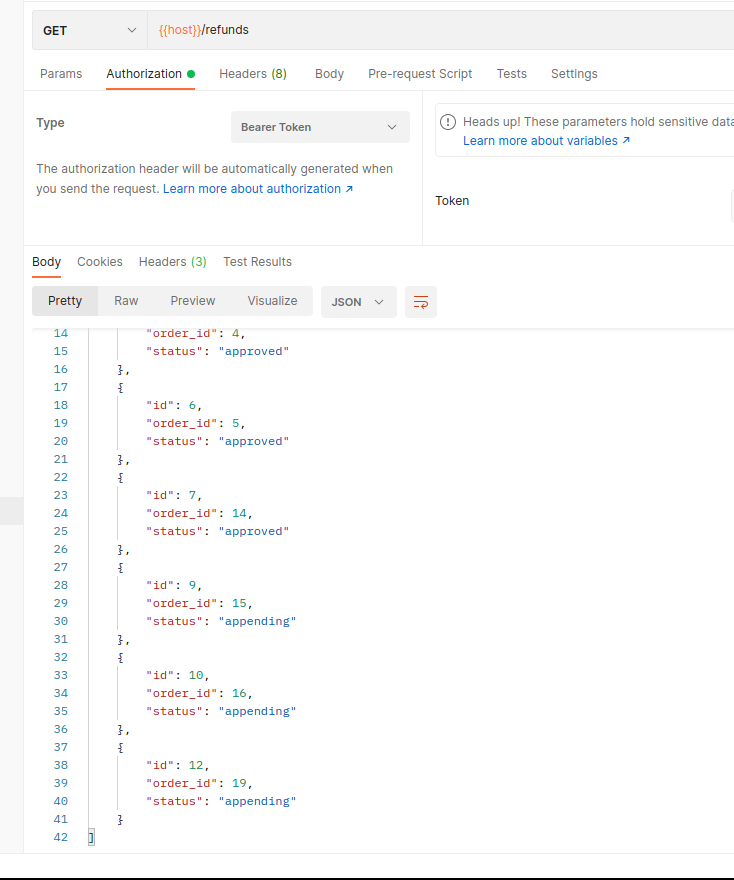 GET {{host}}/refunds
Params Authorization Headers (8) Body Pre-request Script Tests Settings
Type Bearer Token
Heads up! These parameters hold sensitive data
Learn more about variables ↗
The authorization header will be automatically generated when
you send the request. Learn more about authorization ↗
Token
Body Cookies Headers (3) Test Results
Pretty Raw Preview Visualize JSON
14 "order_id": 4,
15 "status": "approved"
16 },
17 {
18 "id": 6,
19 "order_id": 5,
20 "status": "approved"
21 },
22 {
23 "id": 7,
24 "order_id": 14,
25 "status": "approved"
26 },
27 {
28 "id": 9,
29 "order_id": 15,
30 "status": "appending"
31 },
32 {
33 "id": 10,
34 "order_id": 16,
35 "status": "appending"
36 },
37 {
38 "id": 12,
39 "order_id": 19,
40 "status": "appending"
41 }
42 ]